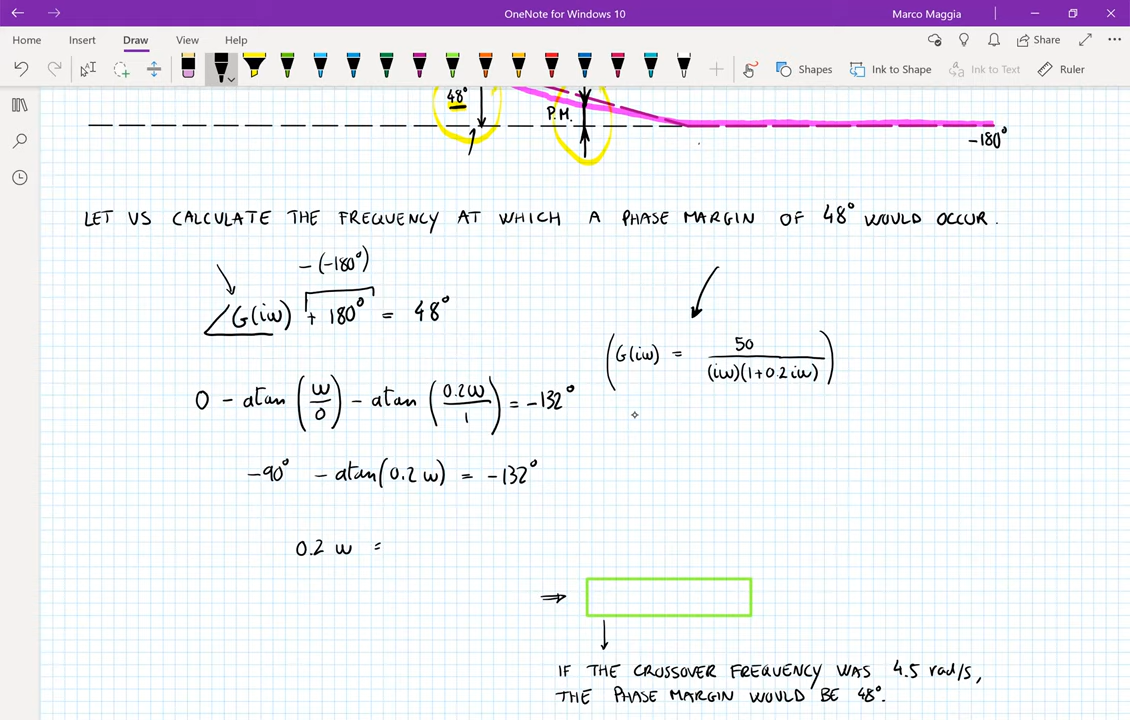 OneNote for Windows 10
Marco Maggia
Home Insert Draw View Help
Share
Shapes Ink to Shape Ink to Text Ruler
48°
P.M.
-180°
LET US CALCULATE THE FREQUENCY AT WHICH A PHASE MARGIN OF 48° WOULD OCCUR.
-(-180°)
∠G(iω) + 180° = 48°
(G(iω) = 50 / (iω)(1+0.2iω))
0 - atan(ω/0) - atan(0.2ω/1) = -132°
-90° - atan(0.2ω) = -132°
0.2 ω =
⇒
IF THE CROSSOVER FREQUENCY WAS 4.5 rad/s,
THE PHASE MARGIN WOULD BE 48°.